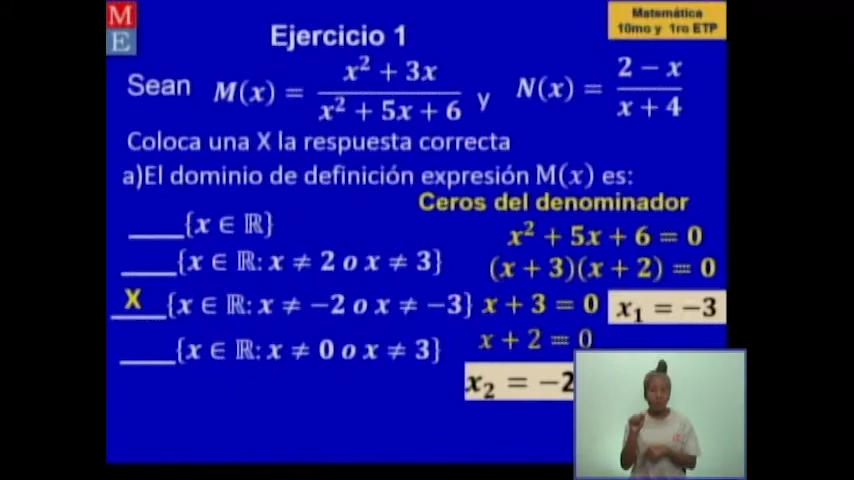 M
E
Ejercicio 1
Matemática
10mo y 1ro ETP
Sean M(x) = (x² + 3x)/(x² + 5x + 6) y N(x) = (2 − x)/(x + 4)
Coloca una X la respuesta correcta
a)El dominio de definición expresión M(x) es:
Ceros del denominador
____{x ∈ ℝ}
x² + 5x + 6 = 0
____{x ∈ ℝ: x ≠ 2 o x ≠ 3}
(x + 3)(x + 2) = 0
X {x ∈ ℝ: x ≠ −2 o x ≠ −3}
x + 3 = 0 x₁ = −3
x + 2 = 0
____{x ∈ ℝ: x ≠ 0 o x ≠ 3}
x₂ = −2